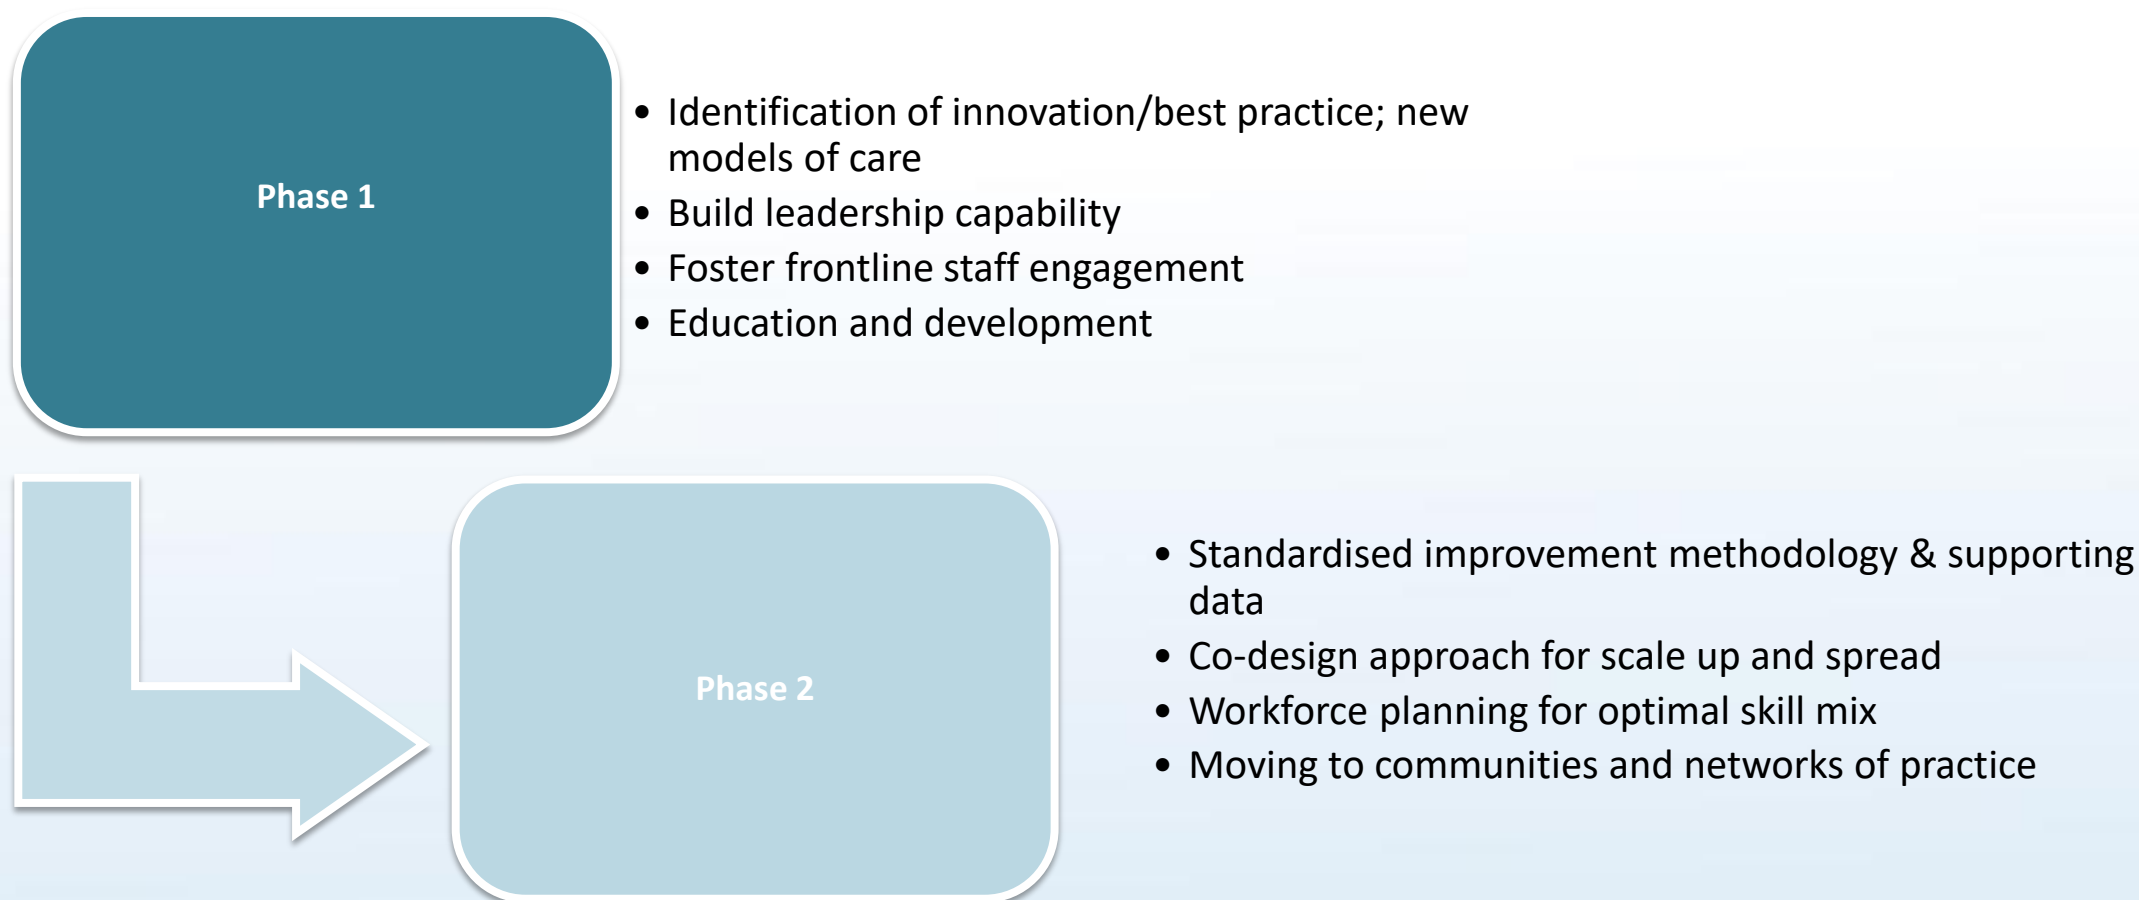 Phase 1
• Identification of innovation/best practice; new
models of care
• Build leadership capability
• Foster frontline staff engagement
• Education and development
Phase 2
• Standardised improvement methodology & supporting
data
• Co-design approach for scale up and spread
• Workforce planning for optimal skill mix
• Moving to communities and networks of practice